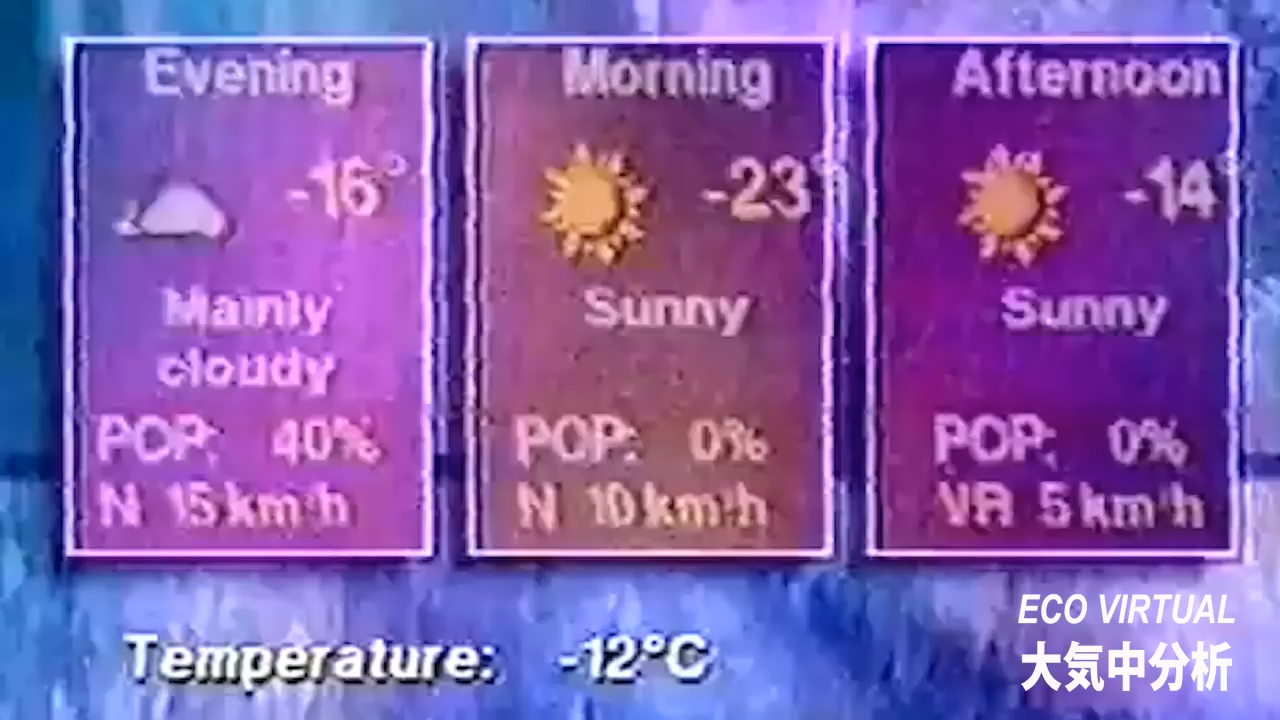 Evening
-16°
Mainly
cloudy
POP: 40%
N 15 km/h
Morning
-23°
Sunny
POP: 0%
N 10 km/h
Afternoon
-14°
Sunny
POP: 0%
VR 5 km/h
Temperature: -12°C
ECO VIRTUAL
大気中分析